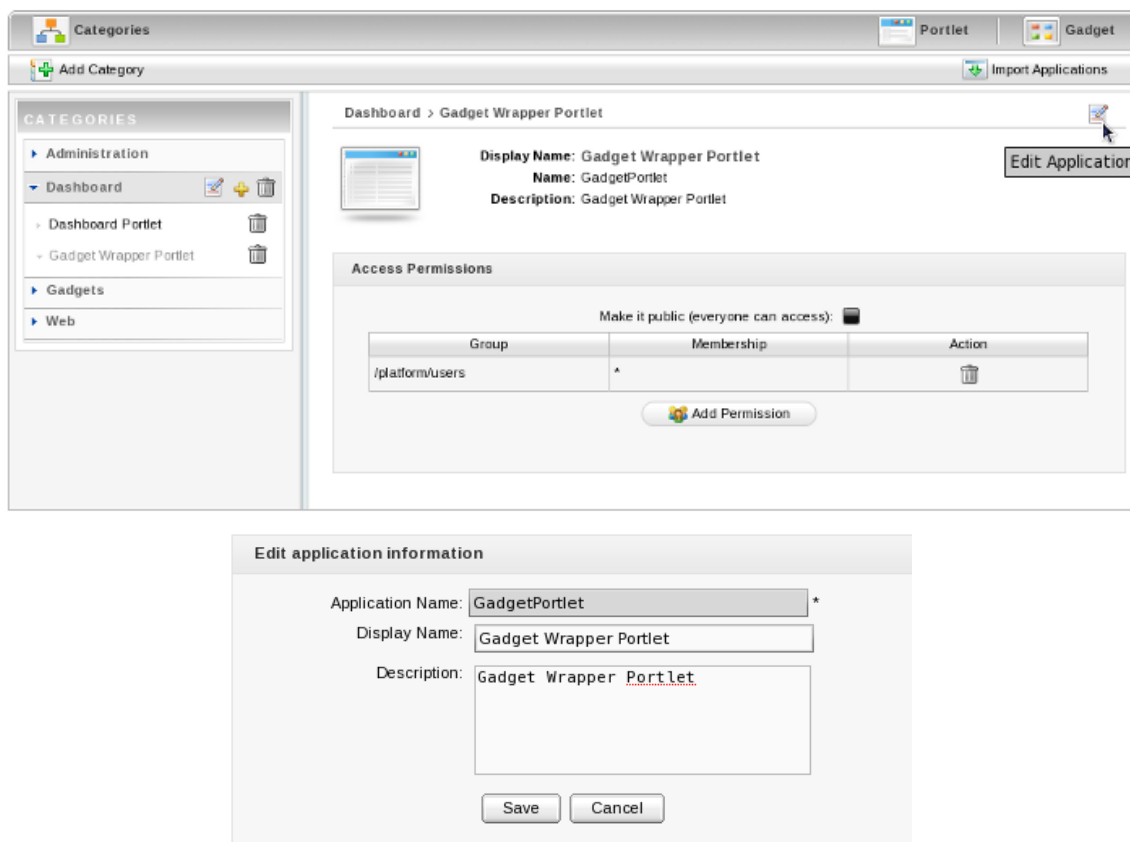 Categories Portlet Gadget
Add Category Import Applications
CATEGORIES
Administration
Dashboard
Dashboard Portlet
Gadget Wrapper Portlet
Gadgets
Web
Dashboard > Gadget Wrapper Portlet
Edit Application
Display Name: Gadget Wrapper Portlet
Name: GadgetPortlet
Description: Gadget Wrapper Portlet
Access Permissions
Make it public (everyone can access):
Group Membership Action
/platform/users *
Add Permission
Edit application information
Application Name: GadgetPortlet *
Display Name: Gadget Wrapper Portlet
Description: Gadget Wrapper Portlet
Save Cancel